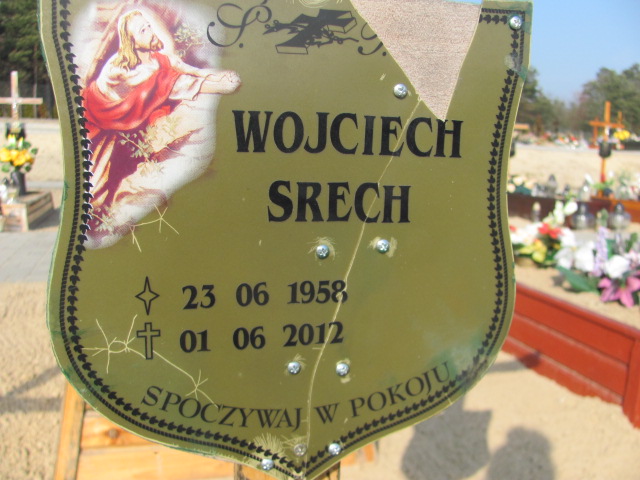 Ś. P.
WOJCIECH
SRECH
23 06 1958
01 06 2012
SPOCZYWAJ W POKOJU